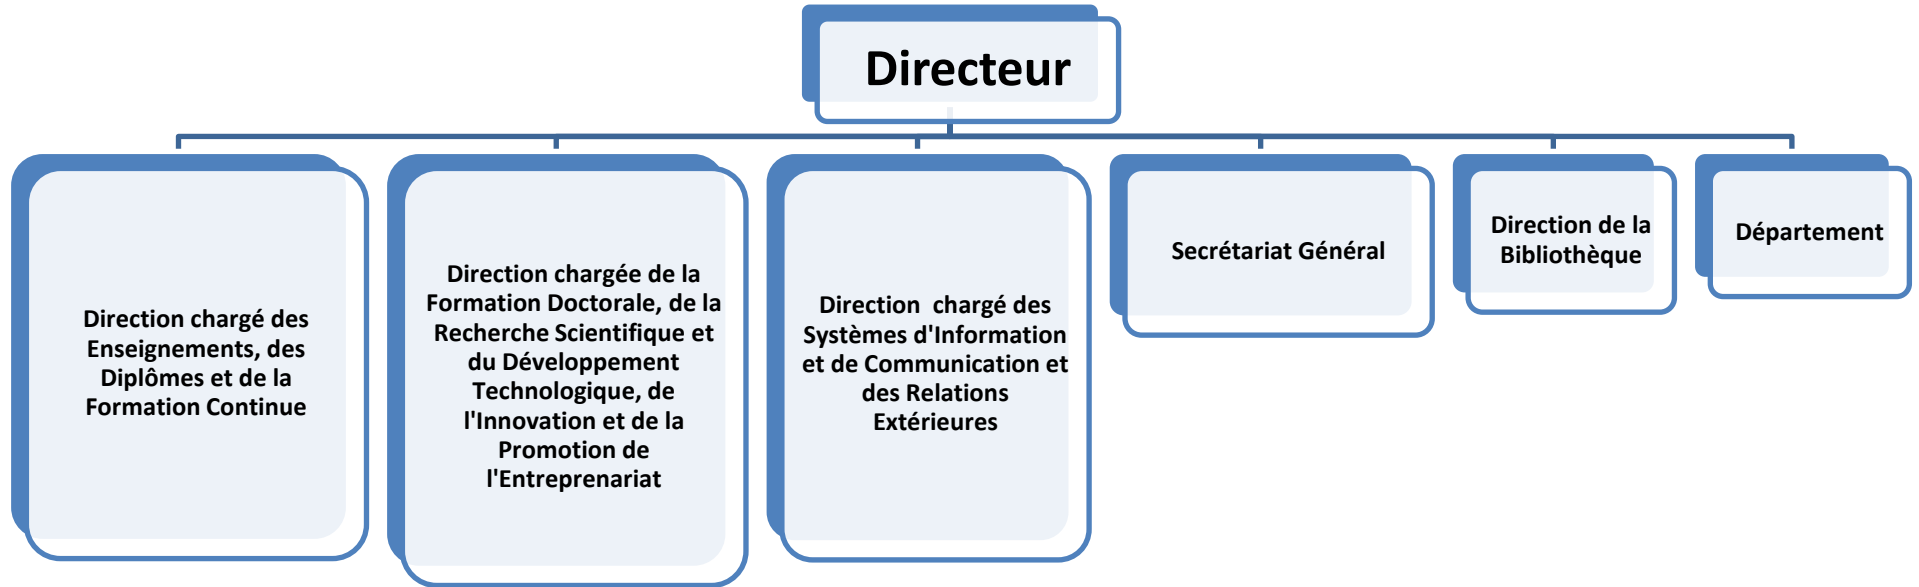 Directeur
Direction chargé des
Enseignements, des
Diplômes et de la
Formation Continue
Direction chargée de la
Formation Doctorale, de la
Recherche Scientifique et
du Développement
Technologique, de
l'Innovation et de la
Promotion de
l'Entreprenariat
Direction chargé des
Systèmes d'Information
et de Communication et
des Relations
Extérieures
Secrétariat Général
Direction de la
Bibliothèque
Département